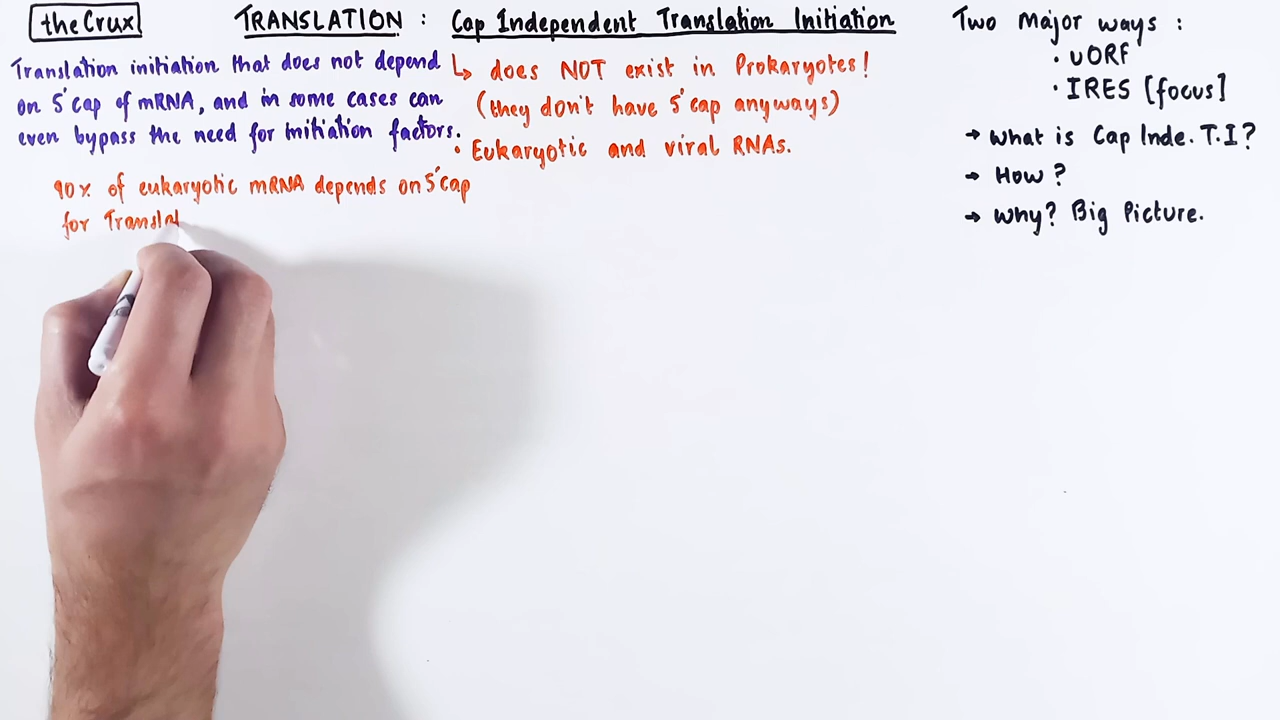 theCrux
TRANSLATION : Cap Independent Translation Initiation
Translation initiation that does not depend
on 5' cap of mRNA, and in some cases can
even bypass the need for initiation factors.
↳ does NOT exist in Prokaryotes!
(they don't have 5' cap anyways)
• Eukaryotic and viral RNAs.
90% of eukaryotic mRNA depends on 5' cap
for Translat
Two Major ways :
• uORF
• IRES [focus]
→ What is Cap Inde. T.I?
→ How?
→ Why? Big Picture.